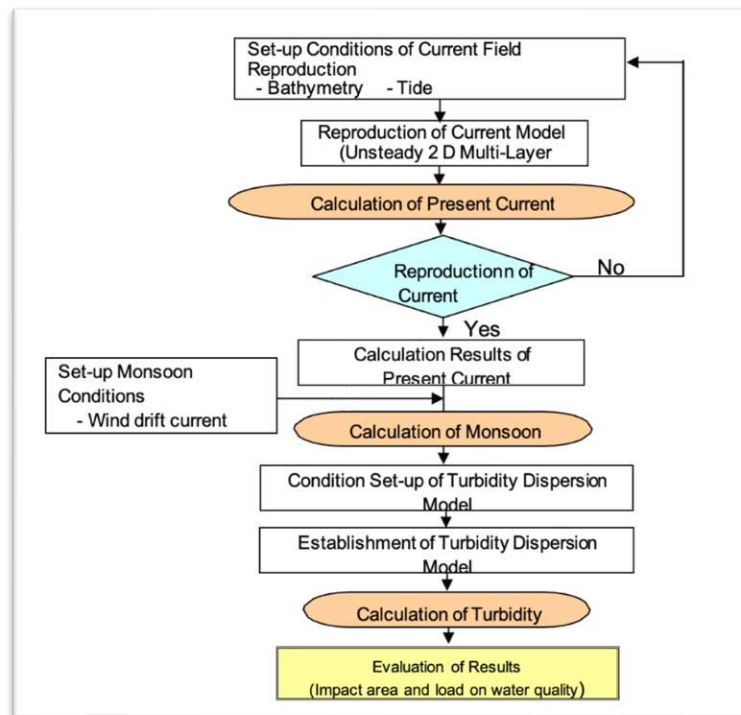 Set-up Conditions of Current Field
Reproduction
- Bathymetry - Tide
Reproduction of Current Model
(Unsteady 2 D Multi-Layer
Calculation of Present Current
Reproductionn of
Current
No
Yes
Calculation Results of
Present Current
Set-up Monsoon
Conditions
- Wind drift current
Calculation of Monsoon
Condition Set-up of Turbidity Dispersion
Model
Establishment of Turbidity Dispersion
Model
Calculation of Turbidity
Evaluation of Results
(Impact area and load on water quality)